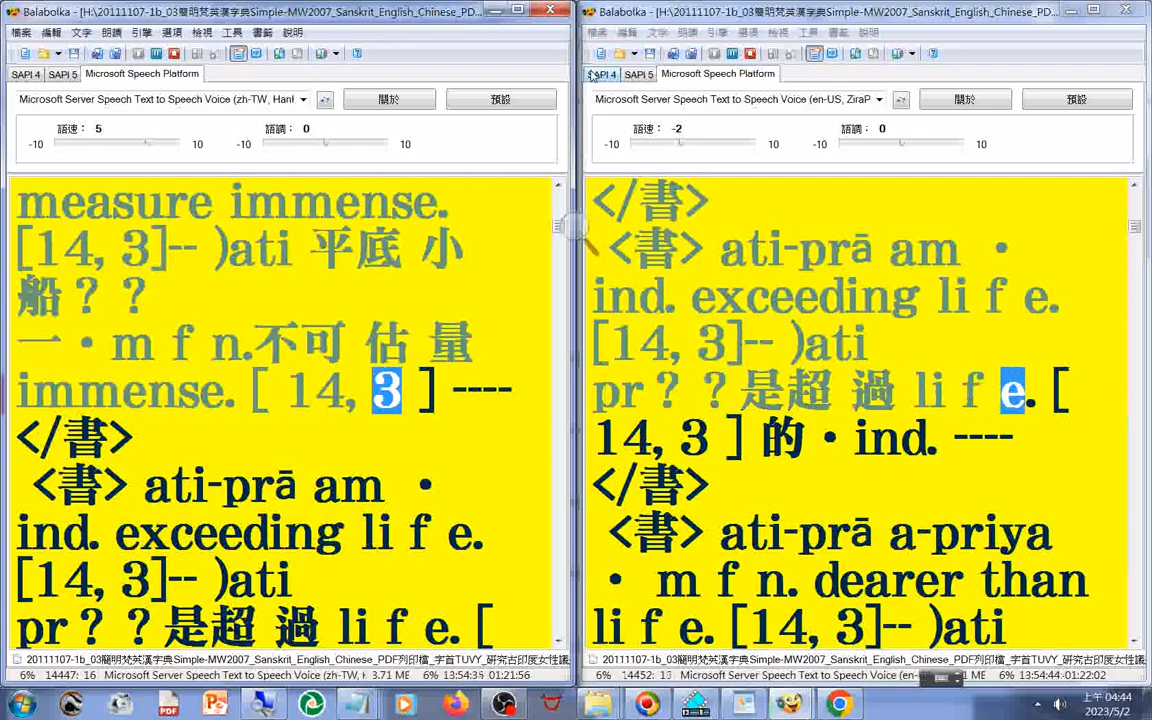 Balabolka - [H:\20111107-1b_03簡明梵英漢字典Simple-MW2007_Sanskrit_English_Chinese_PD...
檔案 編輯 文字 朗讀 引擎 選項 檢視 工具 書籤 說明
SAPI 4 SAPI 5 Microsoft Speech Platform
Microsoft Server Speech Text to Speech Voice (zh-TW, HanH
關於 預設
語速： 5 語調： 0
-10 10 -10 10
measure immense.
[14, 3]-- )ati 平底 小
船？？
一・m f n.不可 估 量
immense. [ 14, 3 ] ----
</書>
<書> ati-prā am ・
ind. exceeding li f e.
[14, 3]-- )ati
pr？？是超 過 li f e. [
20111107-1b_03簡明梵英漢字典Simple-MW2007_Sanskrit_English_Chinese_PDF列印檔_字首TUVY_研究古印度女性議
6% 14447: 16 Microsoft Server Speech Text to Speech Voice (zh-TW, H 3.71 MB 6% 13:54:35 01:21:56
Balabolka - [H:\20111107-1b_03簡明梵英漢字典Simple-MW2007_Sanskrit_English_Chinese_PD...
檔案 編輯 文字 朗讀 引擎 選項 檢視 工具 書籤 說明
SAPI 4 SAPI 5 Microsoft Speech Platform
Microsoft Server Speech Text to Speech Voice (en-US, ZiraP
關於 預設
語速： -2 語調： 0
-10 10 -10 10
</書>
<書> ati-prā am ・
ind. exceeding li f e.
[14, 3]-- )ati
pr？？是超 過 li f e. [
14, 3 ] 的・ind. ----
</書>
<書> ati-prā a-priya
・ m f n. dearer than
li f e. [14, 3]-- )ati
20111107-1b_03簡明梵英漢字典Simple-MW2007_Sanskrit_English_Chinese_PDF列印檔_字首TUVY_研究古印度女性議
6% 14452: 13 Microsoft Server Speech Text to Speech Voice 6% 13:54:44 01:22:02
上午 04:44
2023/5/2